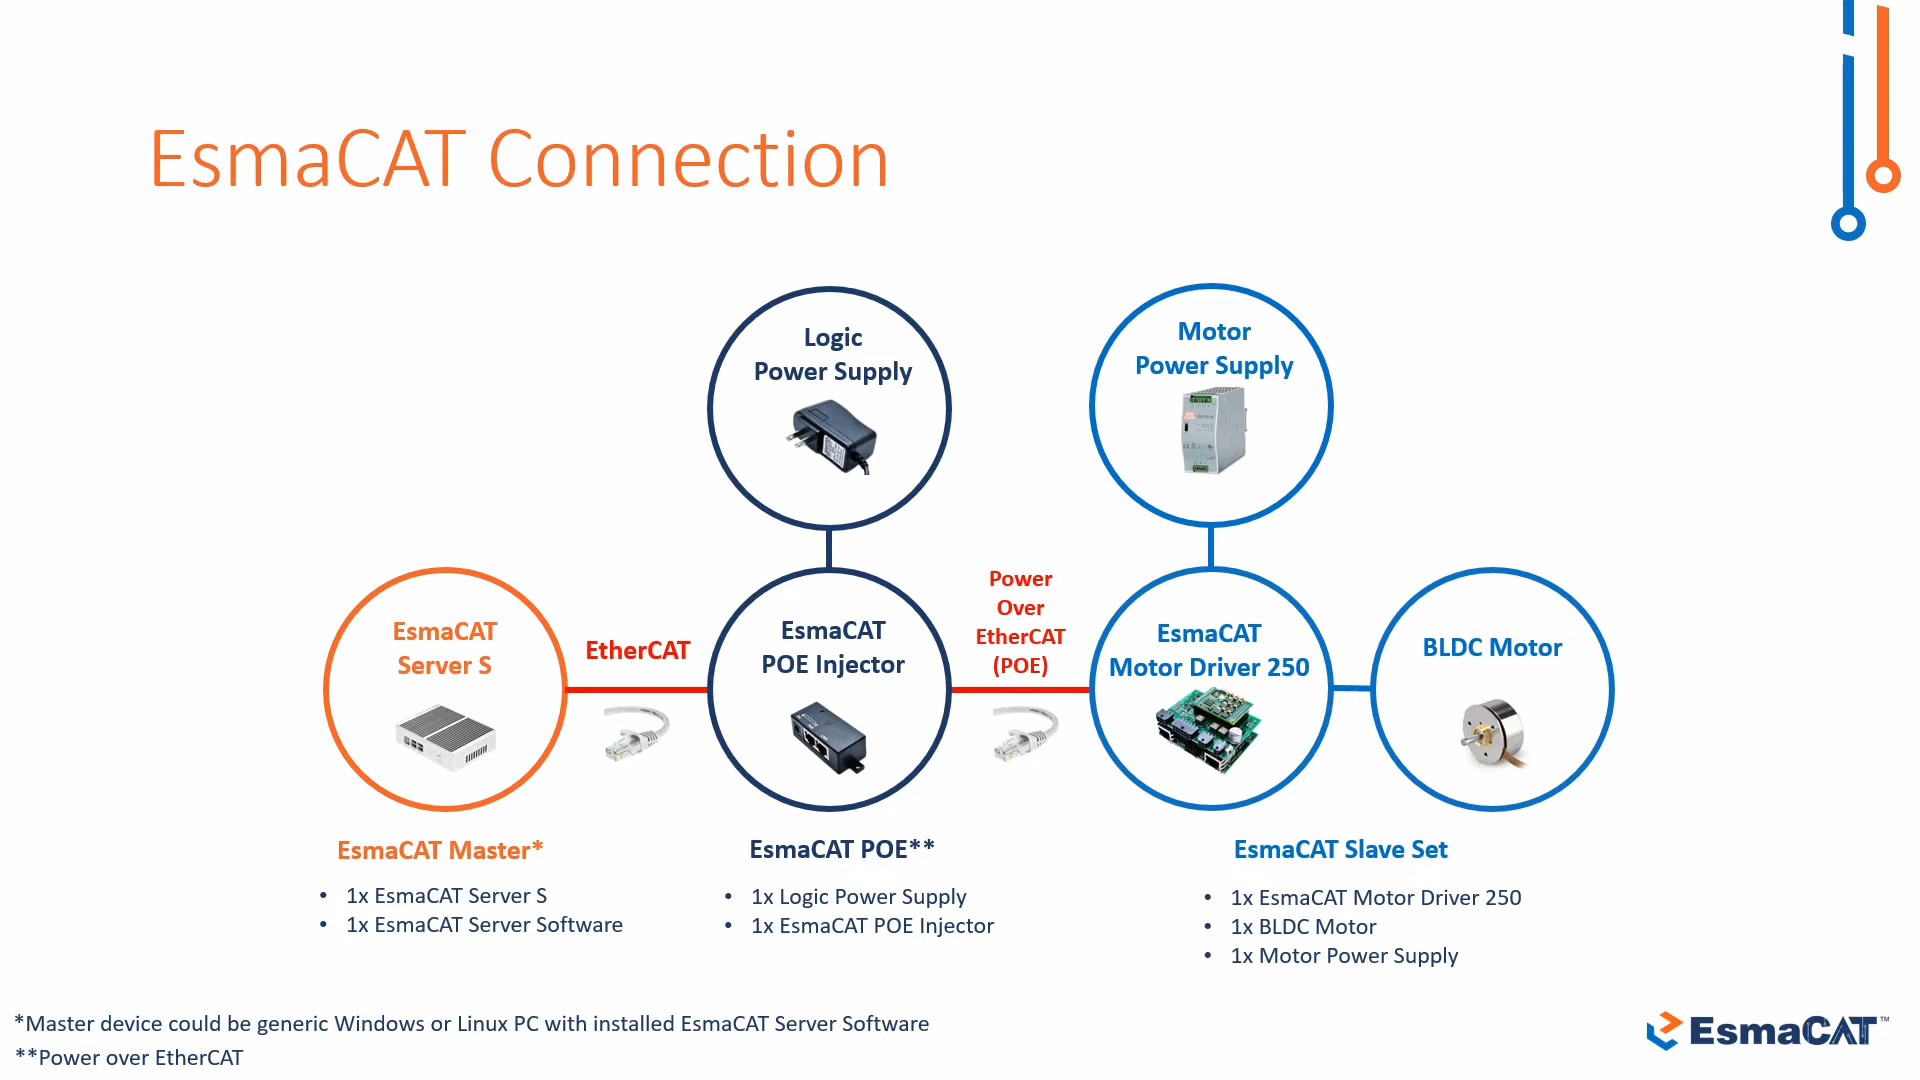 EsmaCAT Connection
Logic
Power Supply
Motor
Power Supply
EsmaCAT
Server S
EtherCAT
EsmaCAT
POE Injector
Power
Over
EtherCAT
(POE)
EsmaCAT
Motor Driver 250
BLDC Motor
EsmaCAT Master*
• 1x EsmaCAT Server S
• 1x EsmaCAT Server Software
EsmaCAT POE**
• 1x Logic Power Supply
• 1x EsmaCAT POE Injector
EsmaCAT Slave Set
• 1x EsmaCAT Motor Driver 250
• 1x BLDC Motor
• 1x Motor Power Supply
*Master device could be generic Windows or Linux PC with installed EsmaCAT Server Software
**Power over EtherCAT
EsmaCAT™